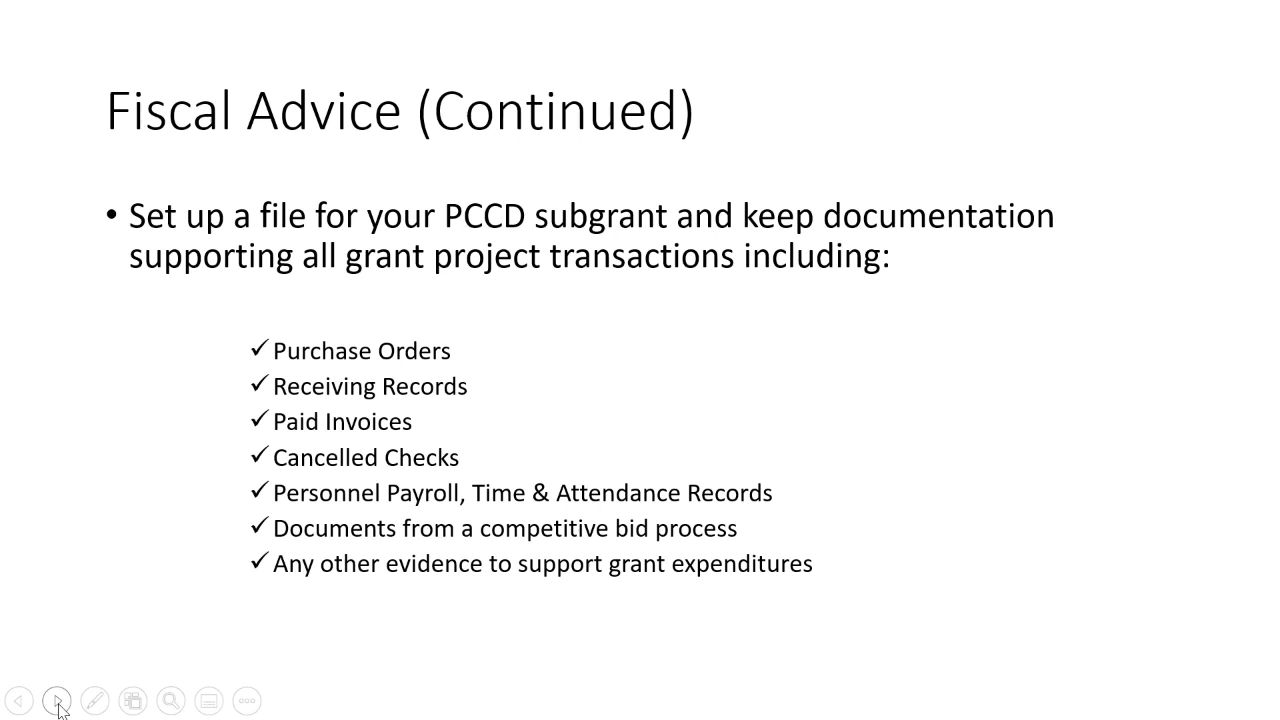 Fiscal Advice (Continued)
• Set up a file for your PCCD subgrant and keep documentation
supporting all grant project transactions including:
✓ Purchase Orders
✓ Receiving Records
✓ Paid Invoices
✓ Cancelled Checks
✓ Personnel Payroll, Time & Attendance Records
✓ Documents from a competitive bid process
✓ Any other evidence to support grant expenditures